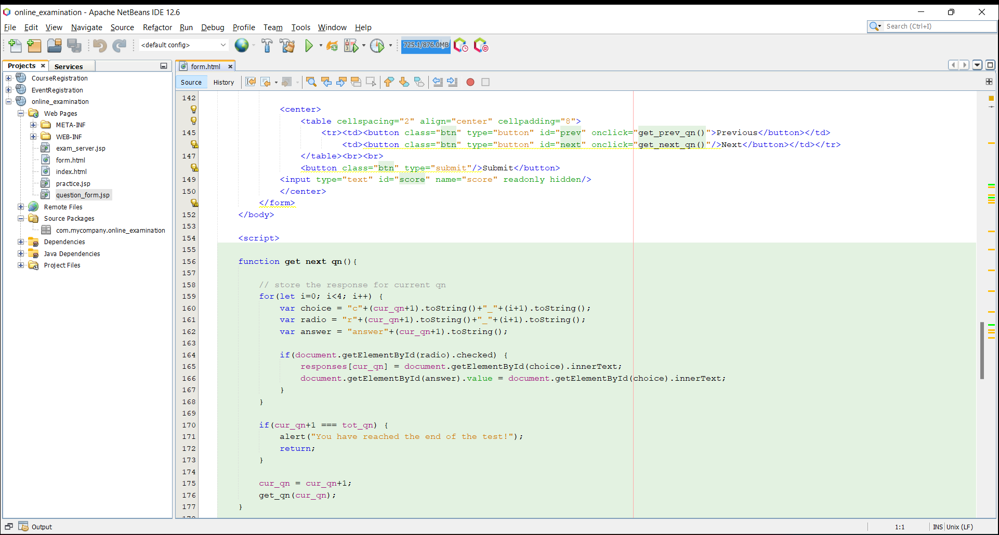 online_examination - Apache NetBeans IDE 12.6
File Edit View Navigate Source Refactor Run Debug Profile Team Tools Window Help
Search (Ctrl+I)
<default config>
725.1/876.0MB
Projects
Services
form.html
CourseRegistration
EventRegistration
online_examination
Web Pages
META-INF
WEB-INF
exam_server.jsp
form.html
index.html
practice.jsp
question_form.jsp
Remote Files
Source Packages
com.mycompany.online_examination
Dependencies
Java Dependencies
Project Files
Source History
142
<center>
<table cellspacing="2" align="center" cellpadding="8">
145 <tr><td><button class="btn" type="button" id="prev" onclick="get_prev_qn()">Previous</button></td>
<td><button class="btn" type="button" id="next" onclick="get_next_qn()"/>Next</button></td></tr>
147 </table><br><br>
<button class="btn" type="submit"/>Submit</button>
149 <input type="text" id="score" name="score" readonly hidden/>
150 </center>
</form>
152 </body>
153
154 <script>
155
156 function get_next_qn(){
157
158 // store the response for current qn
159 for(let i=0; i<4; i++) {
160 var choice = "c"+(cur_qn+1).toString()+"_"+(i+1).toString();
161 var radio = "r"+(cur_qn+1).toString()+"_"+(i+1).toString();
162 var answer = "answer"+(cur_qn+1).toString();
163
164 if(document.getElementById(radio).checked) {
165 responses[cur_qn] = document.getElementById(choice).innerText;
166 document.getElementById(answer).value = document.getElementById(choice).innerText;
167 }
168 }
169
170 if(cur_qn+1 === tot_qn) {
171 alert("You have reached the end of the test!");
172 return;
173 }
174
175 cur_qn = cur_qn+1;
176 get_qn(cur_qn);
177 }
Output
1:1 INS Unix (LF)